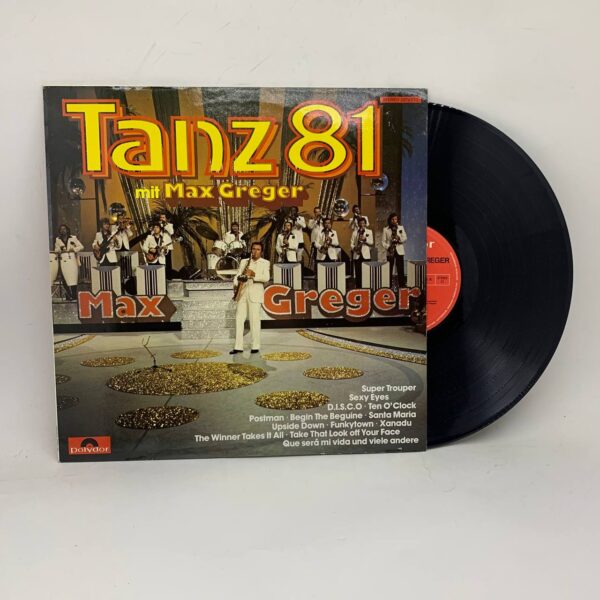 Tanz 81
mit Max Greger
Max Greger
Super Trouper
Sexy Eyes
D.I.S.C.O · Ten O'Clock
Postman · Begin The Beguine · Santa Maria
Upside Down · Funkytown · Xanadu
The Winner Takes It All · Take That Look off Your Face
Que será mi vida und viele andere
polydor
GREGER